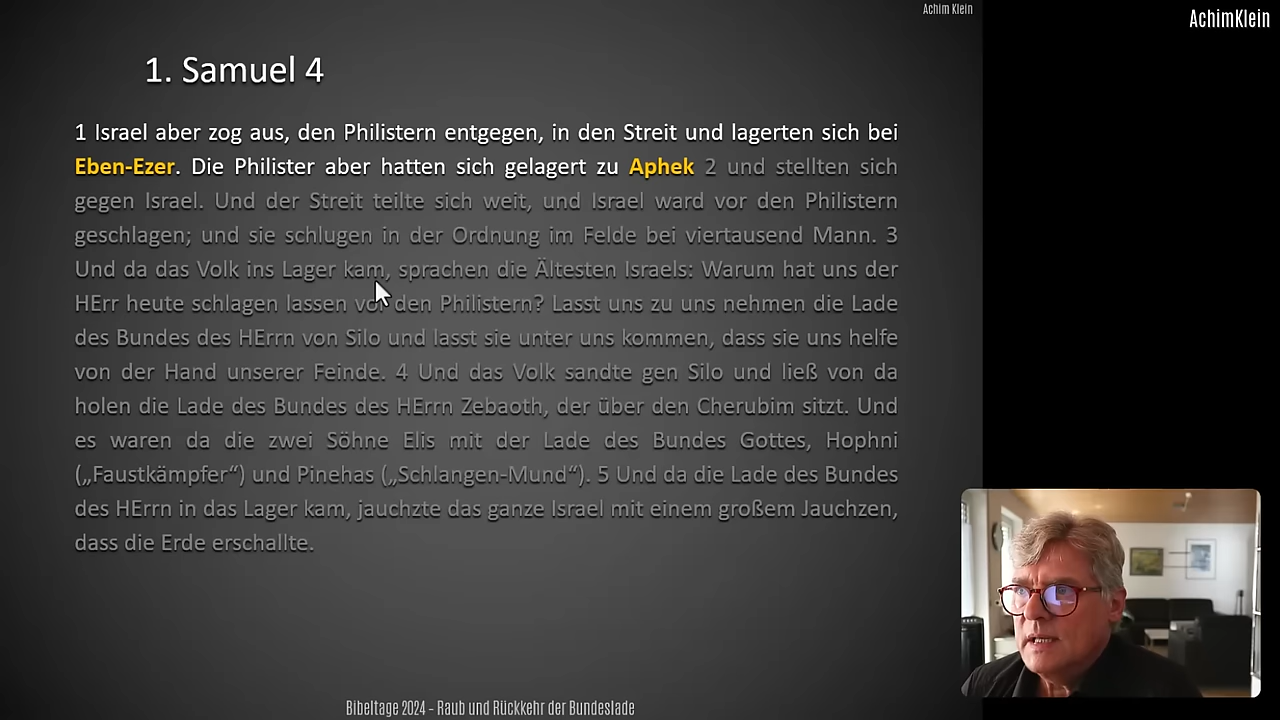 Achim Klein
AchimKlein
1. Samuel 4
1 Israel aber zog aus, den Philistern entgegen, in den Streit und lagerten sich bei
Eben-Ezer. Die Philister aber hatten sich gelagert zu Aphek 2 und stellten sich
gegen Israel. Und der Streit teilte sich weit, und Israel ward vor den Philistern
geschlagen; und sie schlugen in der Ordnung im Felde bei viertausend Mann. 3
Und da das Volk ins Lager kam, sprachen die Ältesten Israels: Warum hat uns der
HErr heute schlagen lassen vor den Philistern? Lasst uns zu uns nehmen die Lade
des Bundes des HErrn von Silo und lasst sie unter uns kommen, dass sie uns helfe
von der Hand unserer Feinde. 4 Und das Volk sandte gen Silo und ließ von da
holen die Lade des Bundes des HErrn Zebaoth, der über den Cherubim sitzt. Und
es waren da die zwei Söhne Elis mit der Lade des Bundes Gottes, Hophni
(„Faustkämpfer“) und Pinehas („Schlangen-Mund“). 5 Und da die Lade des Bundes
des HErrn in das Lager kam, jauchzte das ganze Israel mit einem großem Jauchzen,
dass die Erde erschallte.
Bibeltage 2024 – Raub und Rückkehr der Bundeslade